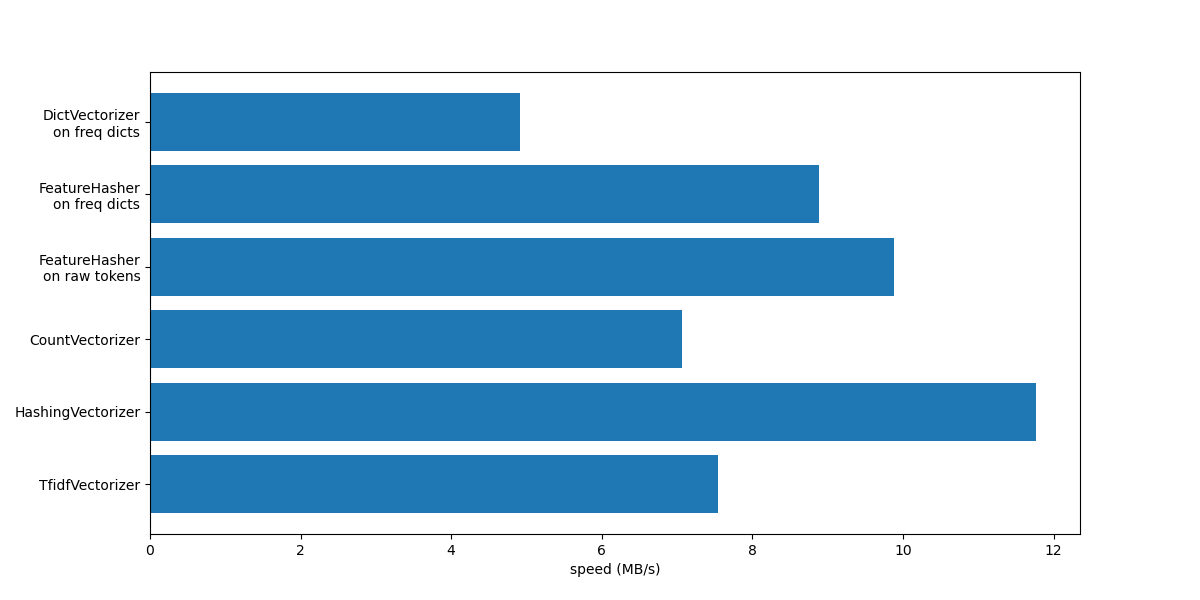 DictVectorizer
on freq dicts
FeatureHasher
on freq dicts
FeatureHasher
on raw tokens
CountVectorizer
HashingVectorizer
TfidfVectorizer
0 2 4 6 8 10 12
speed (MB/s)